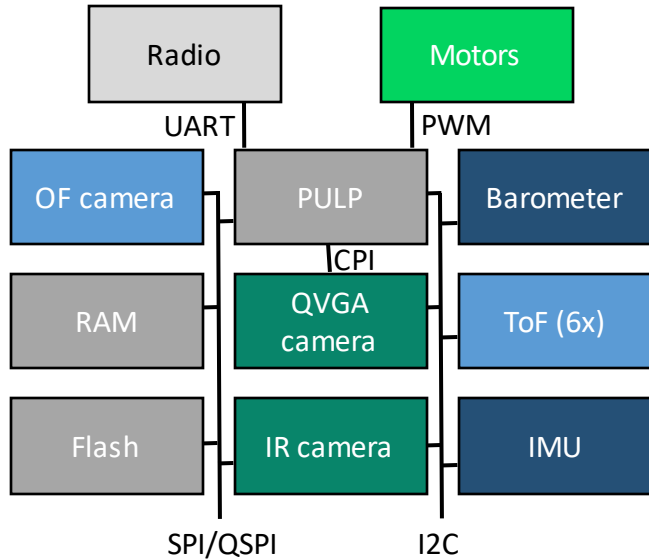 Radio
Motors
UART
PWM
OF camera
PULP
Barometer
CPI
RAM
QVGA
camera
ToF (6x)
Flash
IR camera
IMU
SPI/QSPI
I2C